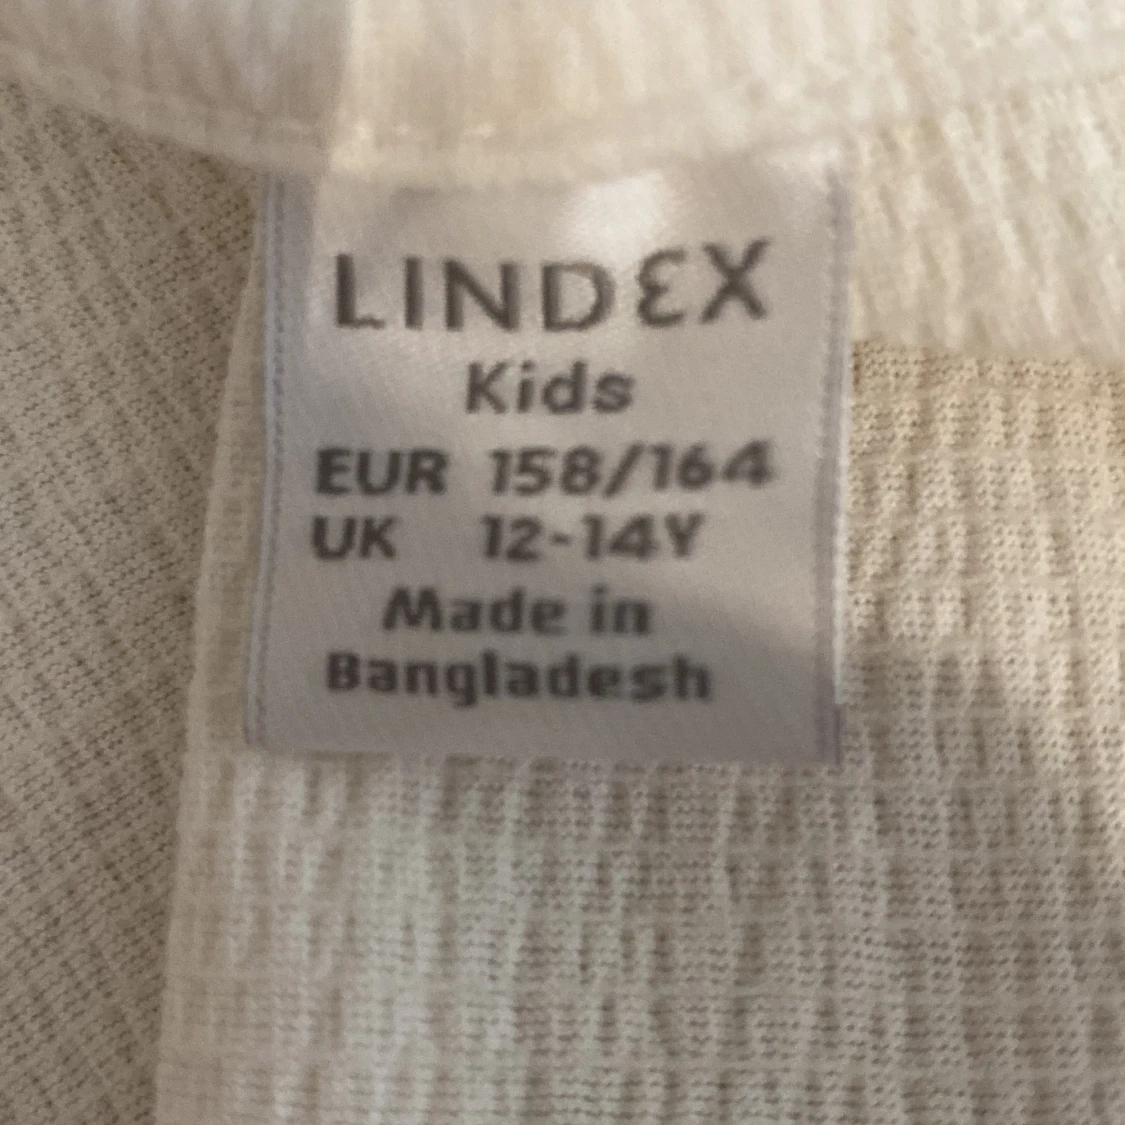 LINDEX
Kids
EUR 158/164
UK 12-14Y
Made in
Bangladesh